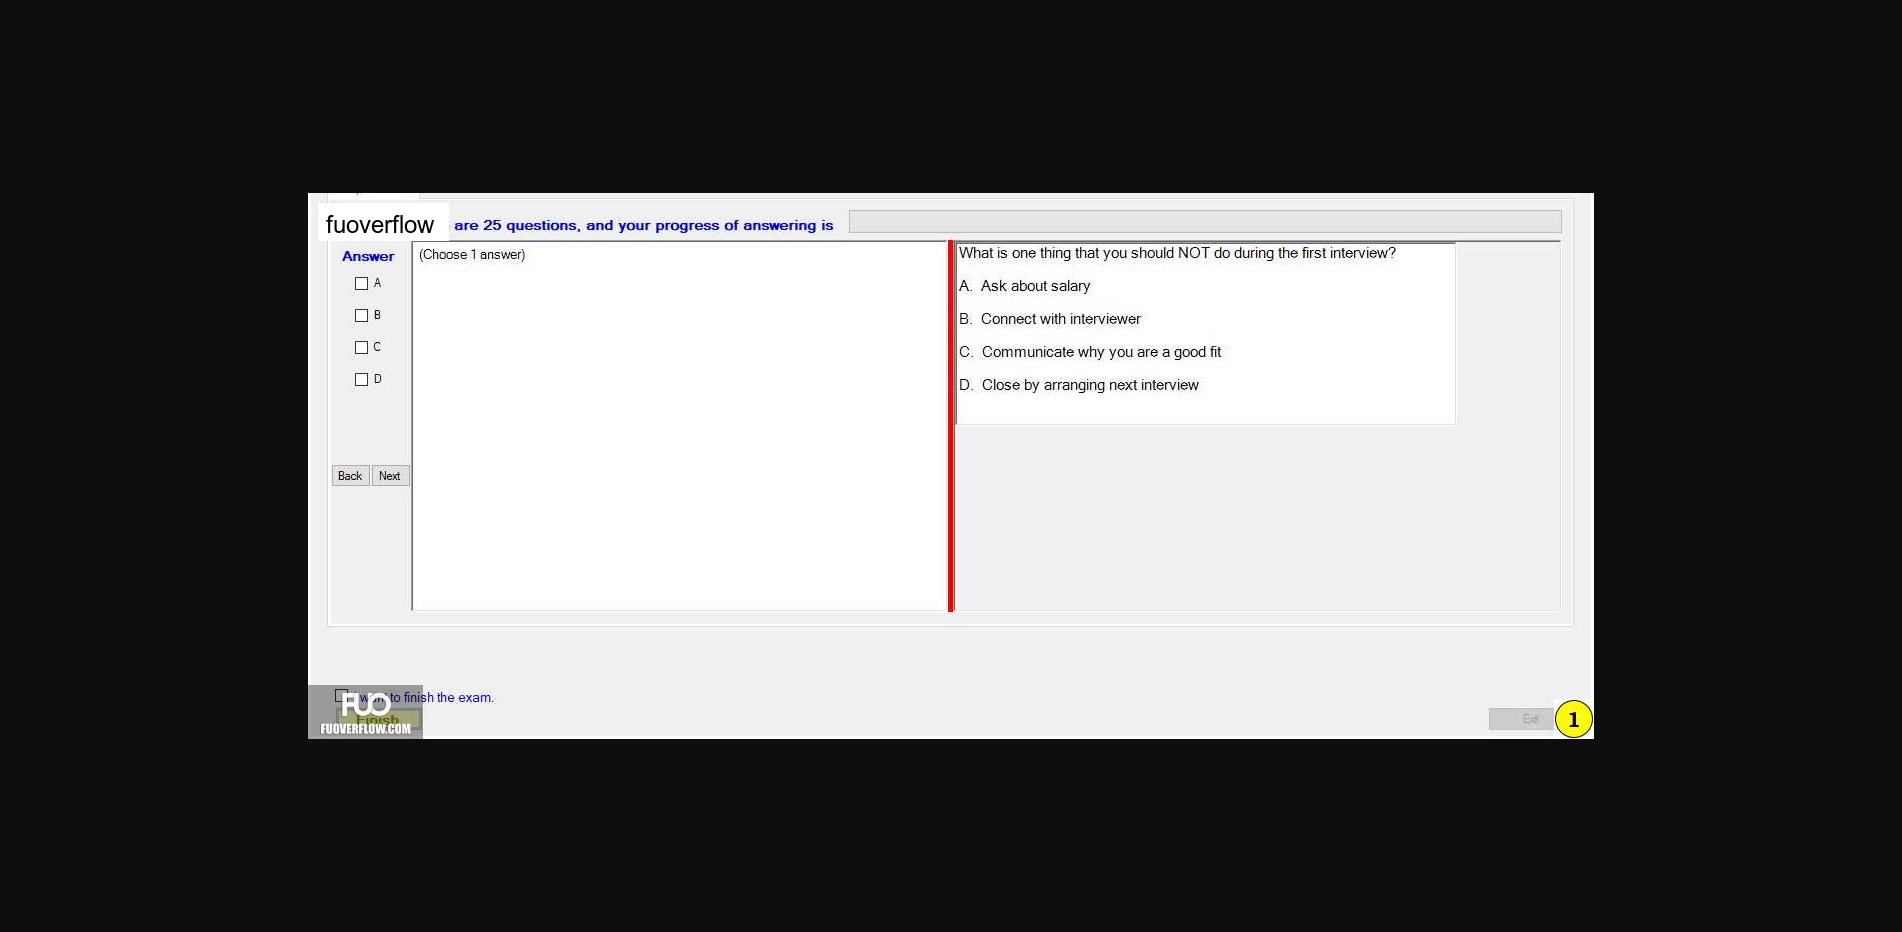 fuoverflow are 25 questions, and your progress of answering is
Answer
A
B
C
D
Back Next
(Choose 1 answer)
What is one thing that you should NOT do during the first interview?
A. Ask about salary
B. Connect with interviewer
C. Communicate why you are a good fit
D. Close by arranging next interview
want to finish the exam.
Finish
FUO
FUOVERFLOW.COM
Exit
1